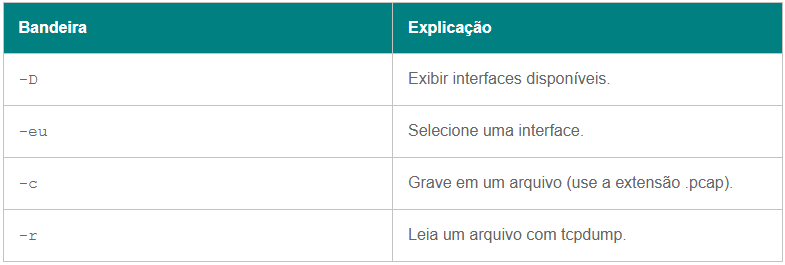 Bandeira Explicação
-D Exibir interfaces disponíveis.
-eu Selecione uma interface.
-c Grave em um arquivo (use a extensão .pcap).
-r Leia um arquivo com tcpdump.